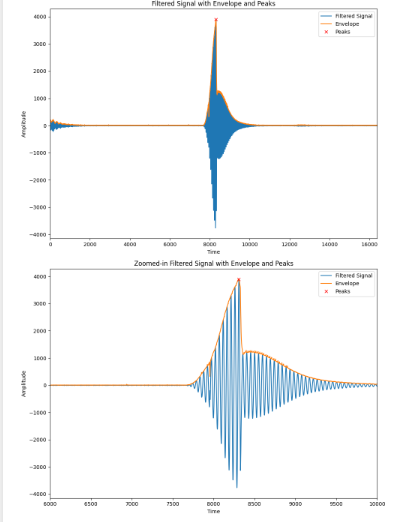 Filtered Signal with Envelope and Peaks
4000
3000
2000
1000
0
−1000
−2000
−3000
−4000
Amplitude
Filtered Signal
Envelope
Peaks
0 2000 4000 6000 8000 10000 12000 14000 16000
Time
Zoomed-in Filtered Signal with Envelope and Peaks
4000
3000
2000
1000
0
−1000
−2000
−3000
−4000
Amplitude
Filtered Signal
Envelope
Peaks
6000 6500 7000 7500 8000 8500 9000 9500 10000
Time